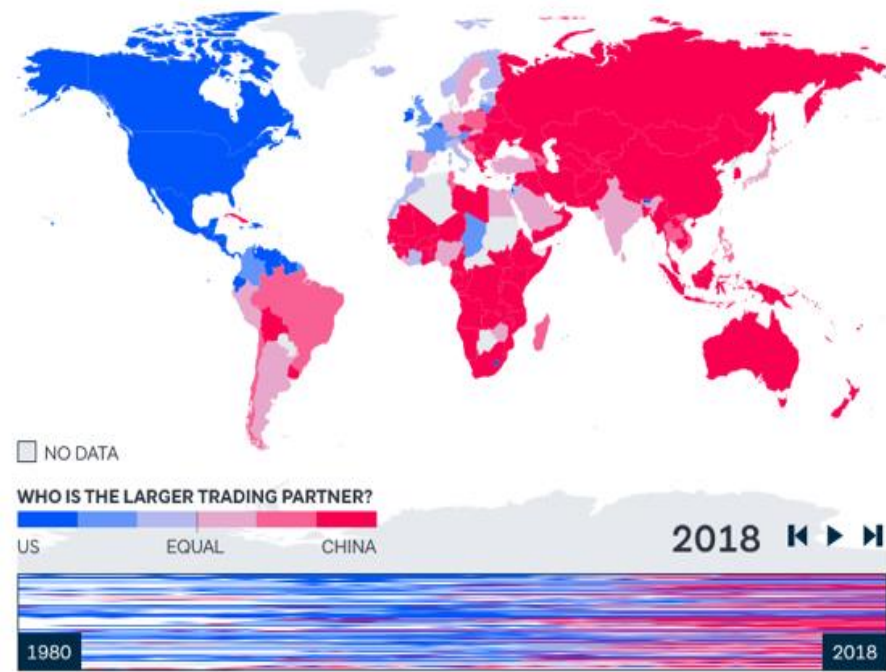 NO DATA
WHO IS THE LARGER TRADING PARTNER?
US EQUAL CHINA
2018
1980 2018